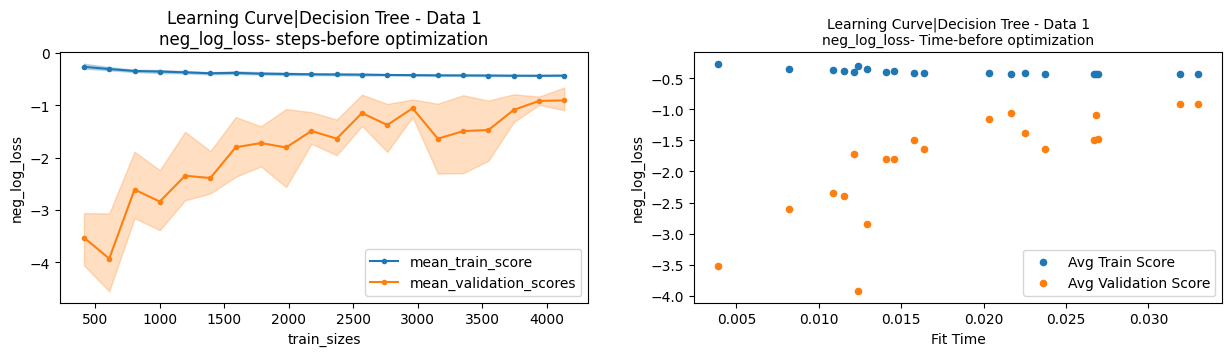 Learning Curve|Decision Tree - Data 1
neg_log_loss- steps-before optimization
0
−1
−2
−3
−4
neg_log_loss
500
1000
1500
2000
2500
3000
3500
4000
train_sizes
mean_train_score
mean_validation_scores
Learning Curve|Decision Tree - Data 1
neg_log_loss- Time-before optimization
−0.5
−1.0
−1.5
−2.0
−2.5
−3.0
−3.5
−4.0
neg_log_loss
0.005
0.010
0.015
0.020
0.025
0.030
Fit Time
Avg Train Score
Avg Validation Score